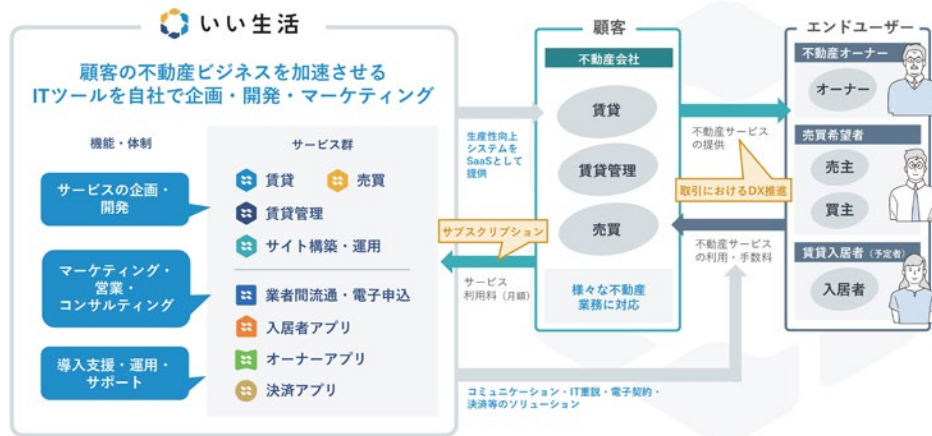 いい生活
顧客の不動産ビジネスを加速させる
ITツールを自社で企画・開発・マーケティング
機能・体制
サービスの企画・
開発
マーケティング・
営業・
コンサルティング
導入支援・運用・
サポート
サービス群
賃貸
売買
賃貸管理
サイト構築・運用
業者間流通・電子申込
入居者アプリ
オーナーアプリ
決済アプリ
生産性向上
システムを
SaaSとして
提供
サブスクリプション
サービス
利用料（月額）
顧客
不動産会社
賃貸
賃貸管理
売買
様々な不動産
業務に対応
不動産サービス
の提供
取引におけるDX推進
不動産サービス
の利用・手数料
コミュニケーション・IT重説・電子契約・
決済等のソリューション
エンドユーザー
不動産オーナー
オーナー
売買希望者
売主
買主
賃貸入居者（予定者）
入居者